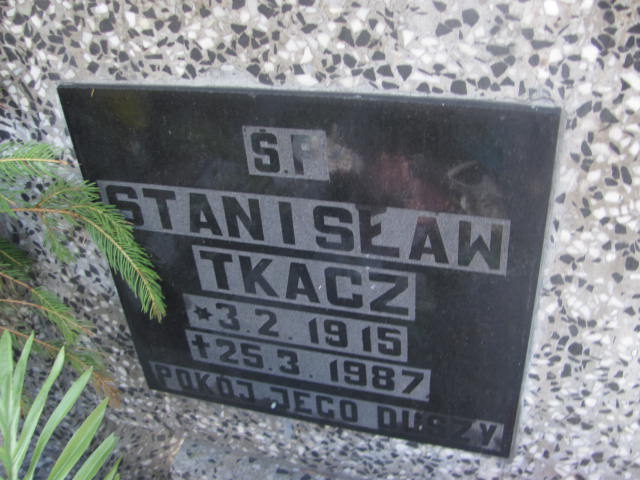 Ś.P
STANISŁAW
TKACZ
*3.2.1915
†25.3.1987
POKÓJ JEGO DUSZY